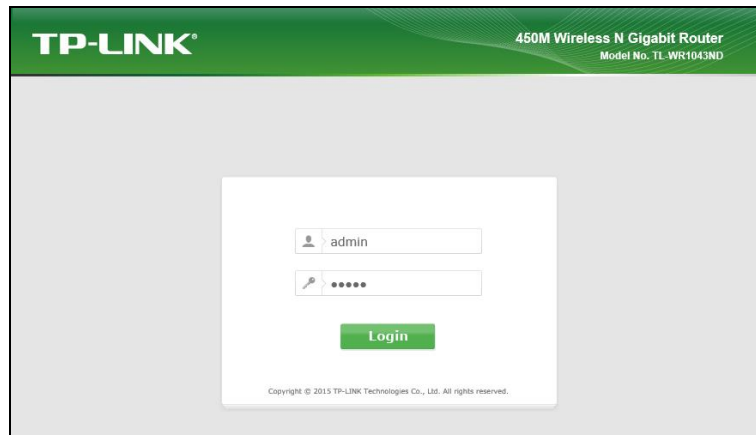 TP-LINK®
450M Wireless N Gigabit Router
Model No. TL-WR1043ND
admin
●●●●●
Login
Copyright © 2015 TP-LINK Technologies Co., Ltd. All rights reserved.